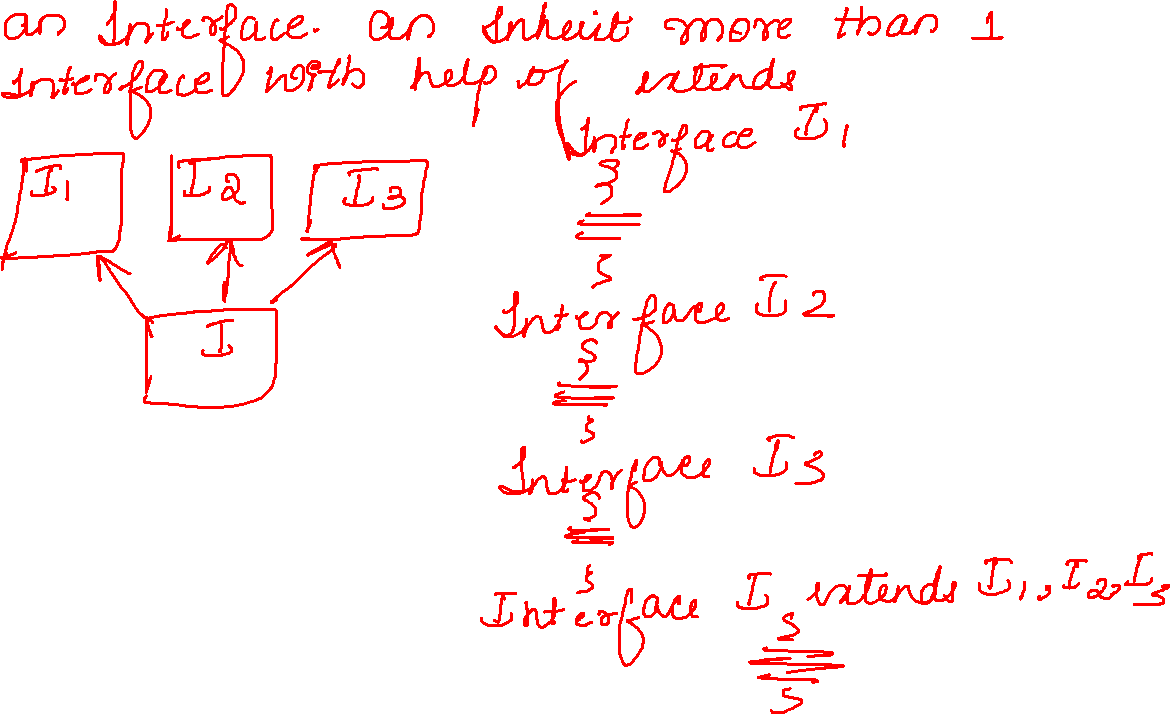 an Interface. an Inherit more than 1
Interface with help of extends
Interface I1
{
}
I1 I2 I3
I
Interface I2
{
}
Interface I3
{
}
Interface I extends I1, I2, I3
{
}